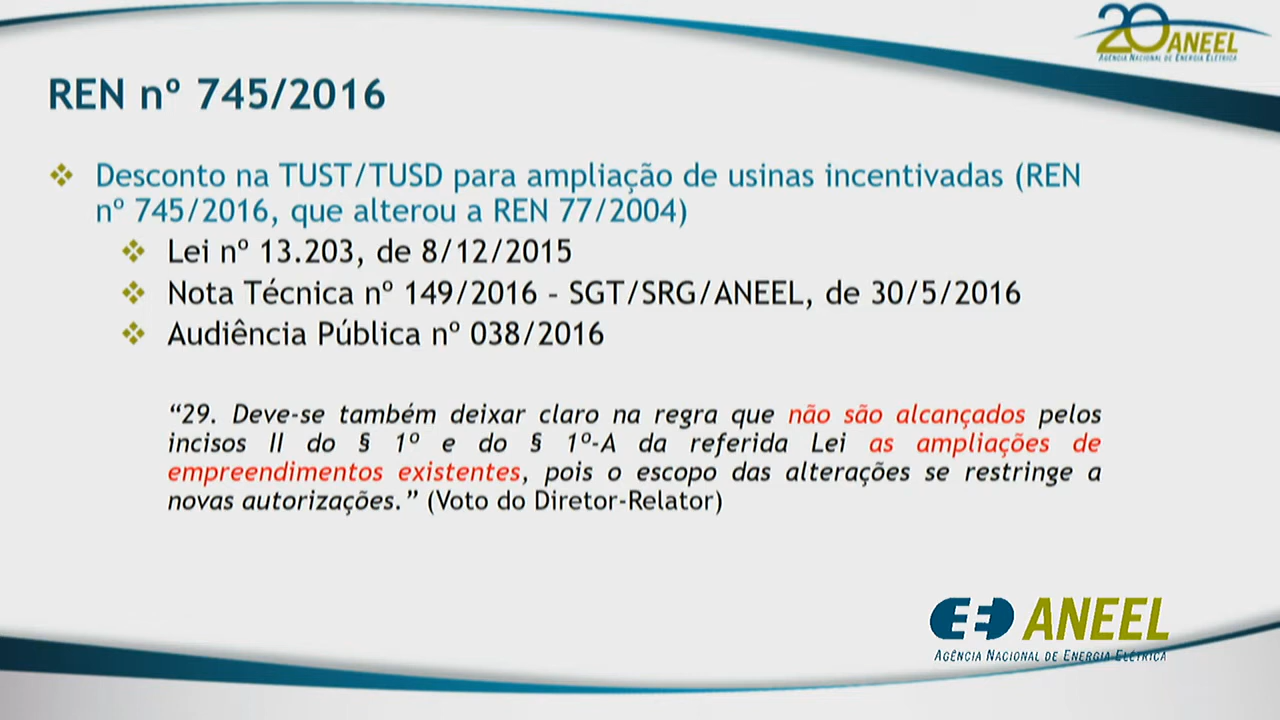 20 ANEEL
AGÊNCIA NACIONAL DE ENERGIA ELÉTRICA
REN nº 745/2016
Desconto na TUST/TUSD para ampliação de usinas incentivadas (REN
nº 745/2016, que alterou a REN 77/2004)
Lei nº 13.203, de 8/12/2015
Nota Técnica nº 149/2016 – SGT/SRG/ANEEL, de 30/5/2016
Audiência Pública nº 038/2016
“29. Deve-se também deixar claro na regra que não são alcançados pelos
incisos II do § 1º e do § 1º-A da referida Lei as ampliações de
empreendimentos existentes, pois o escopo das alterações se restringe a
novas autorizações.” (Voto do Diretor-Relator)
ANEEL
AGÊNCIA NACIONAL DE ENERGIA ELÉTRICA